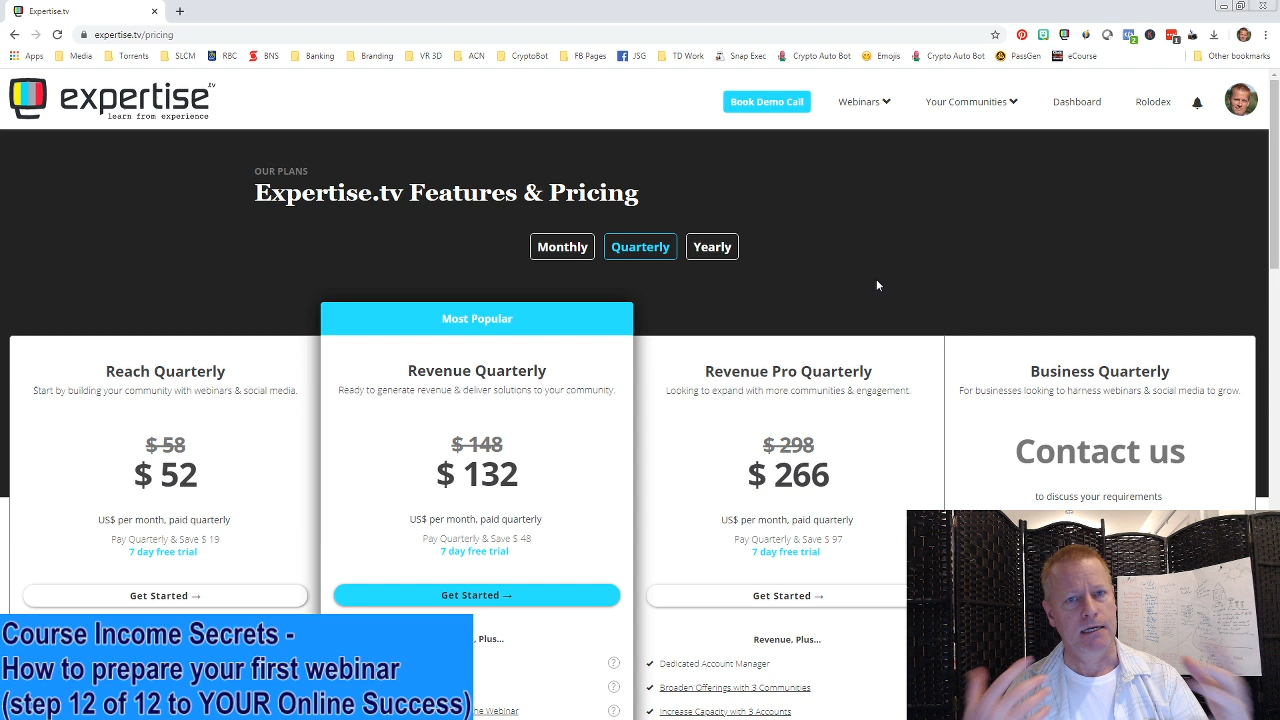 Expertise.tv
expertise.tv/pricing
Apps
Media
Torrents
SLCM
RBC
BNS
Banking
Branding
VR 3D
ACN
CryptoBot
FB Pages
JSG
TD Work
Snap Exec
Crypto Auto Bot
Emojis
Crypto Auto Bot
PassGen
eCourse
Other bookmarks
expertise.tv
learn from experience
Book Demo Call
Webinars
Your Communities
Dashboard
Rolodex
OUR PLANS
Expertise.tv Features & Pricing
Monthly
Quarterly
Yearly
Most Popular
Reach Quarterly
Start by building your community with webinars & social media.
$ 58
$ 52
US$ per month, paid quarterly
Pay Quarterly & Save $ 19
7 day free trial
Get Started →
Revenue Quarterly
Ready to generate revenue & deliver solutions to your community.
$ 148
$ 132
US$ per month, paid quarterly
Pay Quarterly & Save $ 48
7 day free trial
Get Started →
, Plus...
ne Webinar
Revenue Pro Quarterly
Looking to expand with more communities & engagement.
$ 298
$ 266
US$ per month, paid quarterly
Pay Quarterly & Save $ 97
7 day free trial
Get Started →
Revenue, Plus...
Dedicated Account Manager
Broaden Offerings with 3 Communities
Increase Capacity with 3 Accounts
Business Quarterly
For businesses looking to harness webinars & social media to grow.
Contact us
to discuss your requirements
Course Income Secrets -
How to prepare your first webinar
(step 12 of 12 to YOUR Online Success)